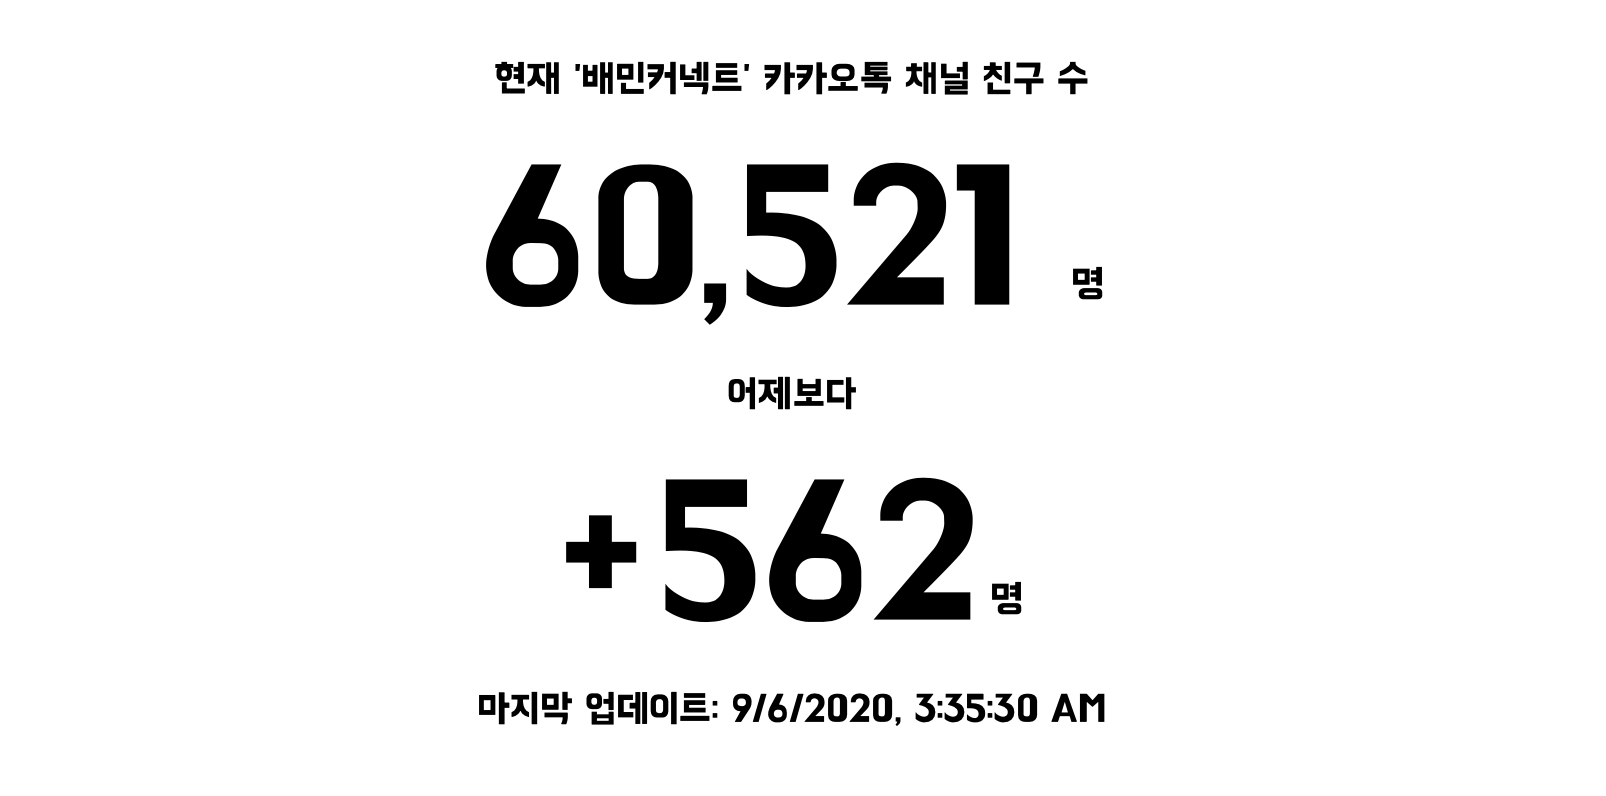 현재 '배민커넥트' 카카오톡 채널 친구 수
60,521 명
어제보다
+562 명
마지막 업데이트: 9/6/2020, 3:35:30 AM